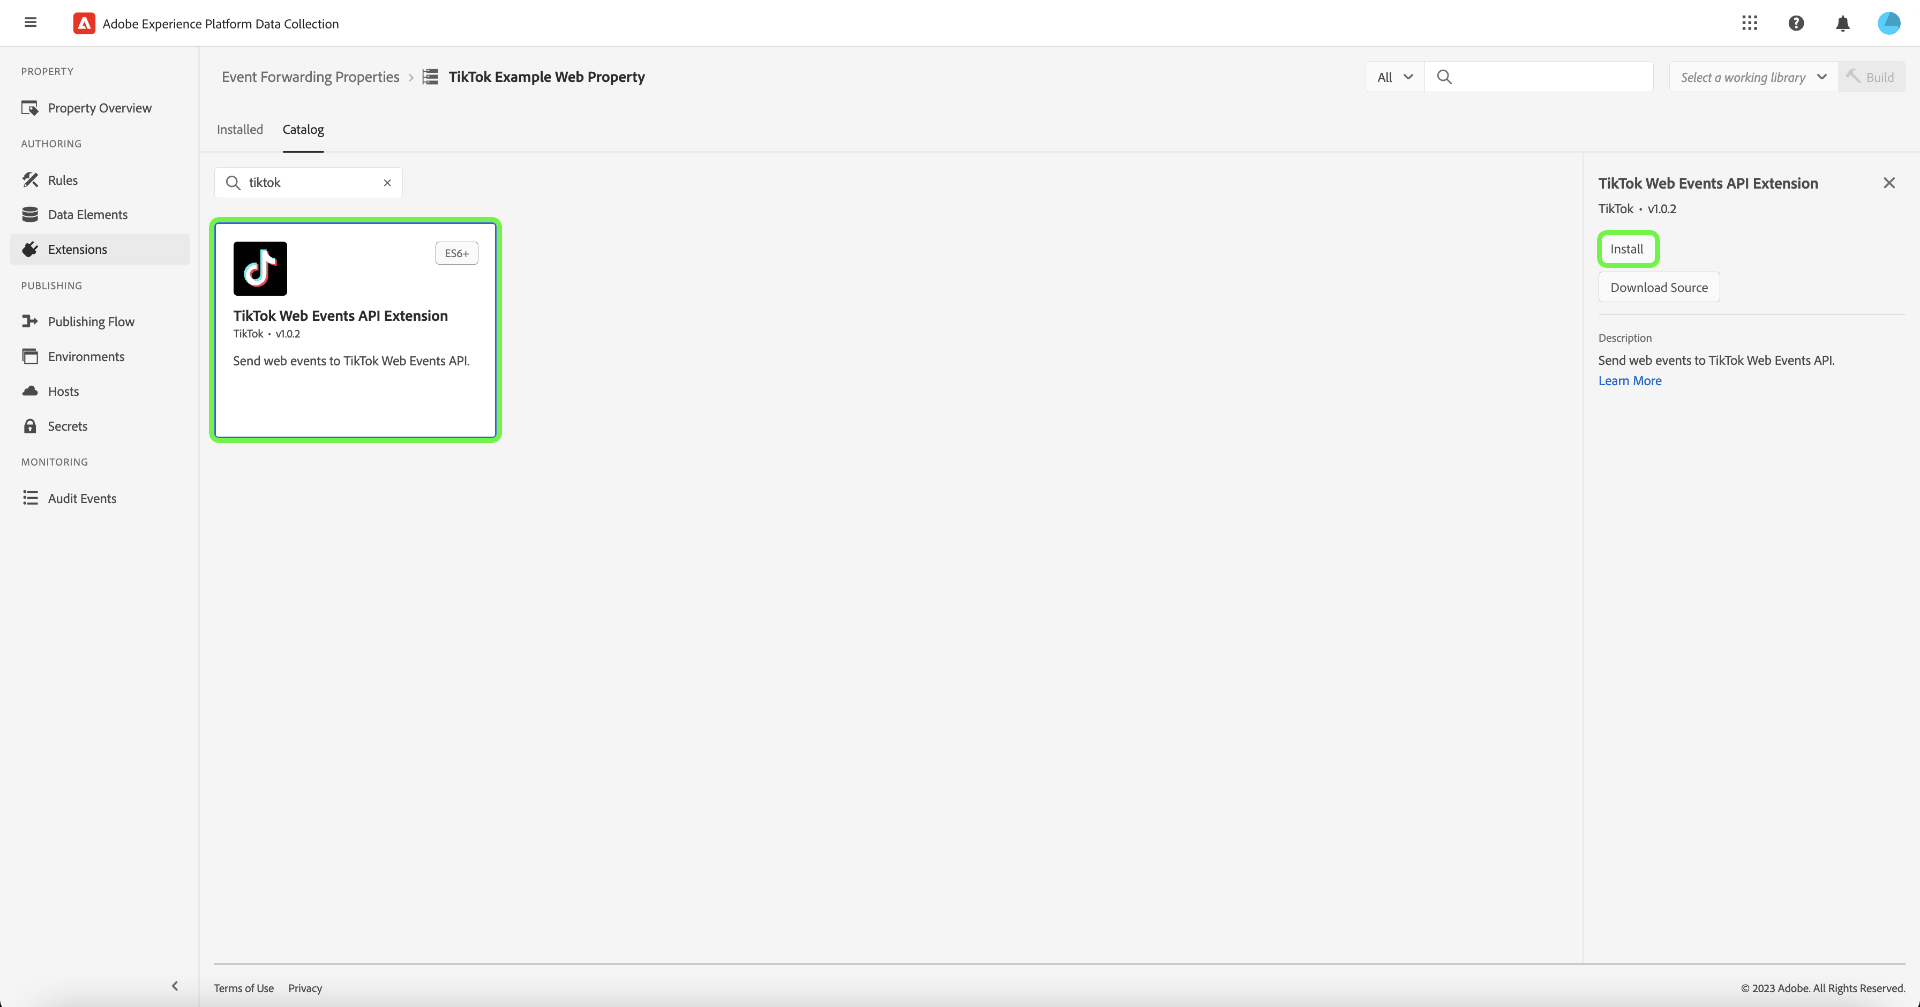 Adobe Experience Platform Data Collection
PROPERTY
Property Overview
AUTHORING
Rules
Data Elements
Extensions
PUBLISHING
Publishing Flow
Environments
Hosts
Secrets
MONITORING
Audit Events
Event Forwarding Properties > TikTok Example Web Property
All
Select a working library
Build
Installed
Catalog
tiktok
ES6+
TikTok Web Events API Extension
TikTok • v1.0.2
Send web events to TikTok Web Events API.
TikTok Web Events API Extension
TikTok • v1.0.2
Install
Download Source
Description
Send web events to TikTok Web Events API.
Learn More
Terms of Use
Privacy
© 2023 Adobe. All Rights Reserved.